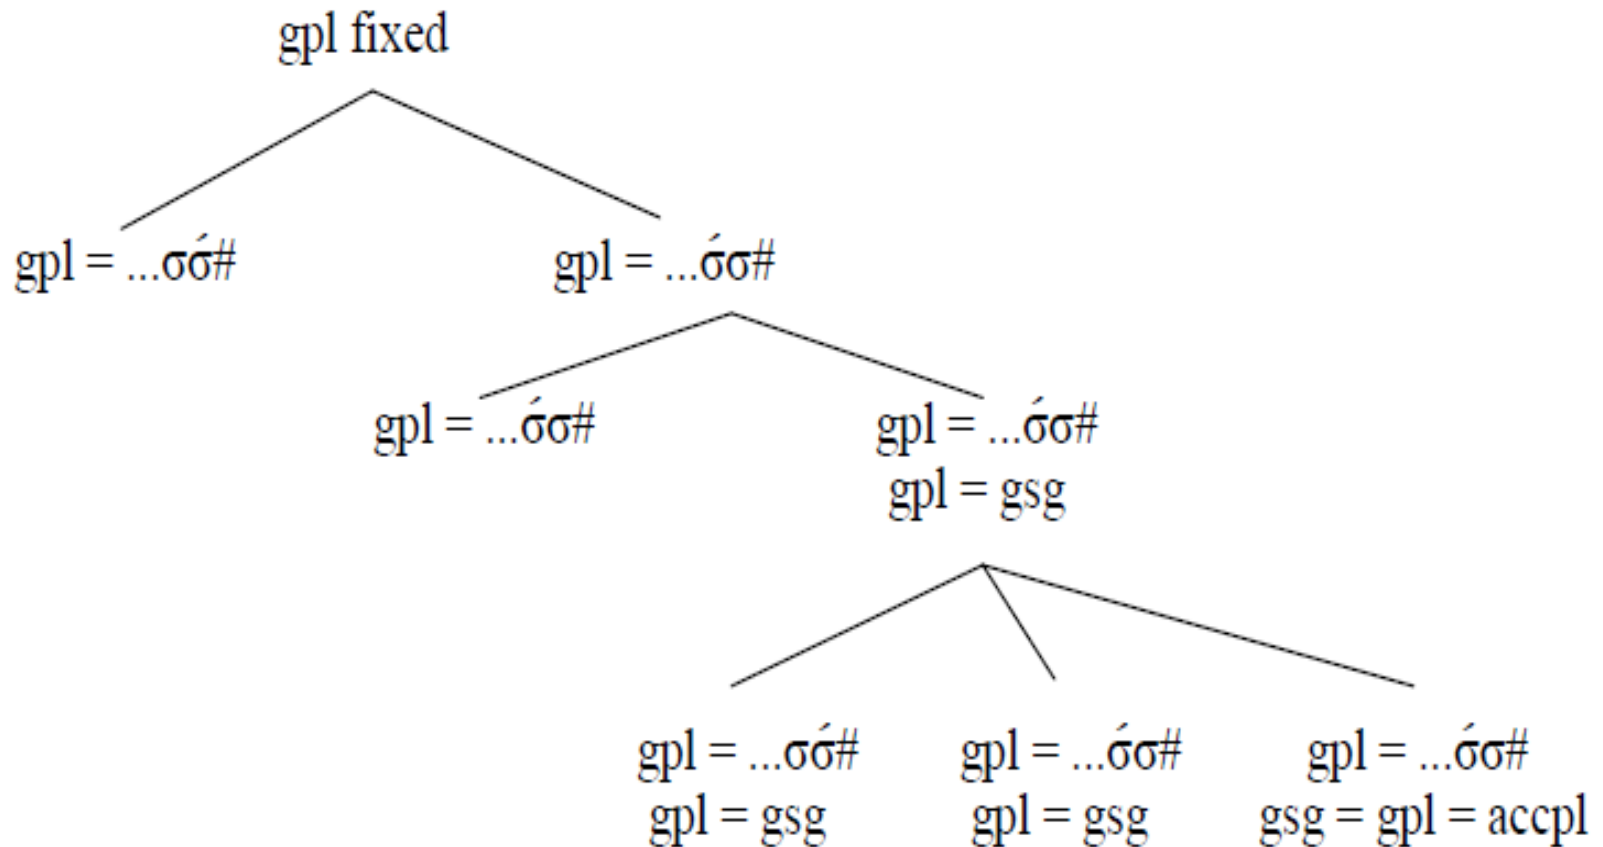 gpl fixed
gpl = ...σσ́#
gpl = ...σ́σ#
gpl = ...σ́σ#
gpl = ...σ́σ#
gpl = gsg
gpl = ...σσ́#
gpl = ...σ́σ#
gpl = ...σ́σ#
gpl = gsg
gpl = gsg
gsg = gpl = accpl